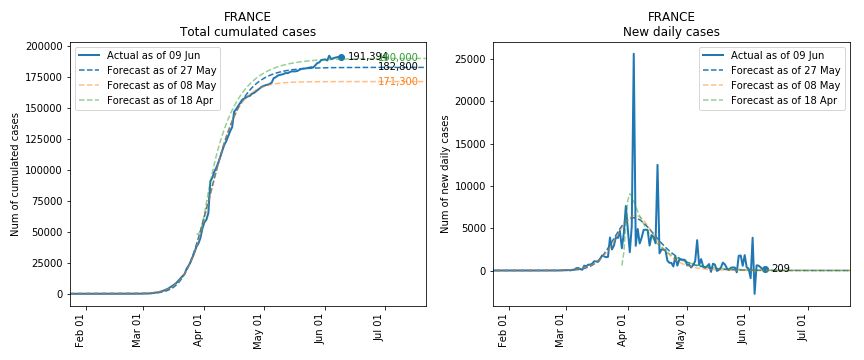 FRANCE
Total cumulated cases
Num of cumulated cases
200000
175000
150000
125000
100000
75000
50000
25000
0
Actual as of 09 Jun
Forecast as of 27 May
Forecast as of 08 May
Forecast as of 18 Apr
191,394
190,000
182,800
171,300
Feb 01
Mar 01
Apr 01
May 01
Jun 01
Jul 01
FRANCE
New daily cases
Num of new daily cases
25000
20000
15000
10000
5000
0
Actual as of 09 Jun
Forecast as of 27 May
Forecast as of 08 May
Forecast as of 18 Apr
209
Feb 01
Mar 01
Apr 01
May 01
Jun 01
Jul 01